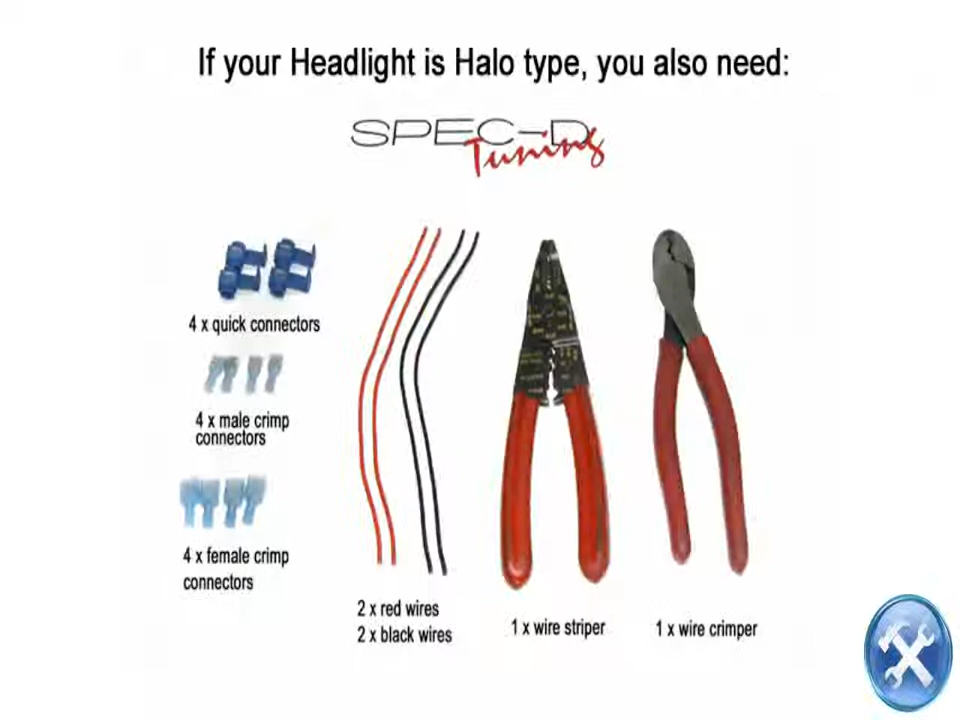 If your Headlight is Halo type, you also need:
SPEC-D
Tuning
4 x quick connectors
4 x male crimp
connectors
4 x female crimp
connectors
2 x red wires
2 x black wires
1 x wire striper
1 x wire crimper